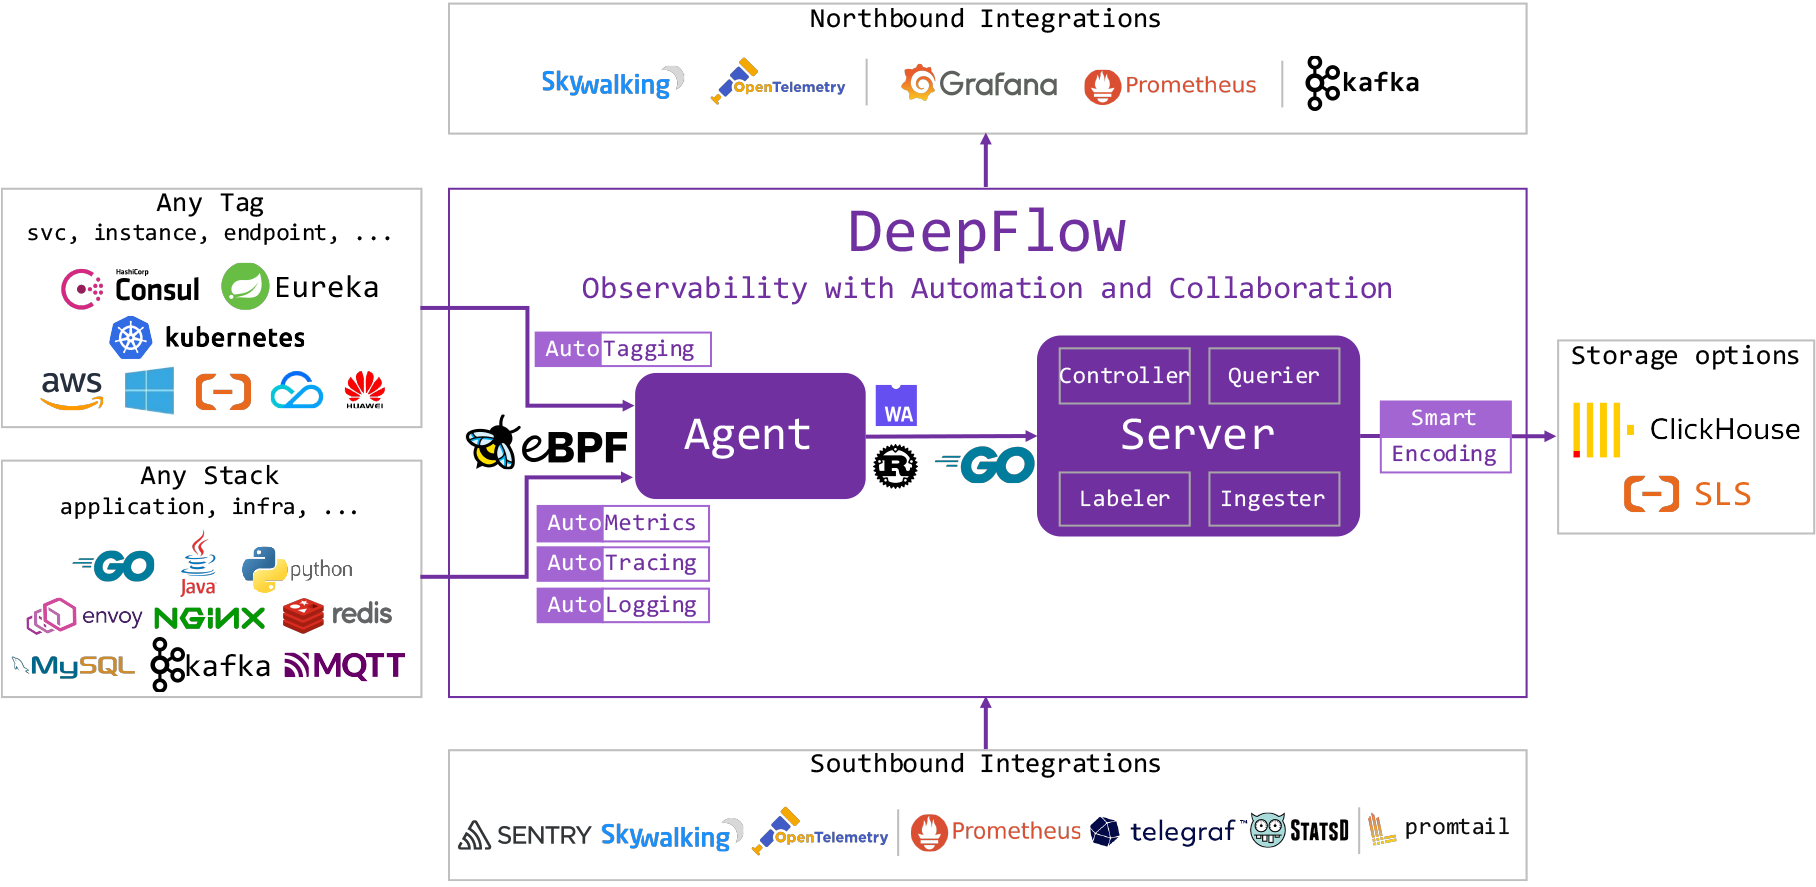 Northbound Integrations
Skywalking OpenTelemetry Grafana Prometheus kafka
Any Tag
svc, instance, endpoint, ...
HashiCorp
Consul Eureka
kubernetes
aws HUAWEI
Any Stack
application, infra, ...
GO Java python
envoy NGINX redis
MySQL kafka MQTT
DeepFlow
Observability with Automation and Collaboration
AutoTagging
eBPF
Agent
AutoMetrics
AutoTracing
AutoLogging
WA
R
GO
Controller Querier
Server
Labeler Ingester
Smart
Encoding
Storage options
ClickHouse
SLS
Southbound Integrations
SENTRY Skywalking OpenTelemetry Prometheus telegraf™ STATSD promtail